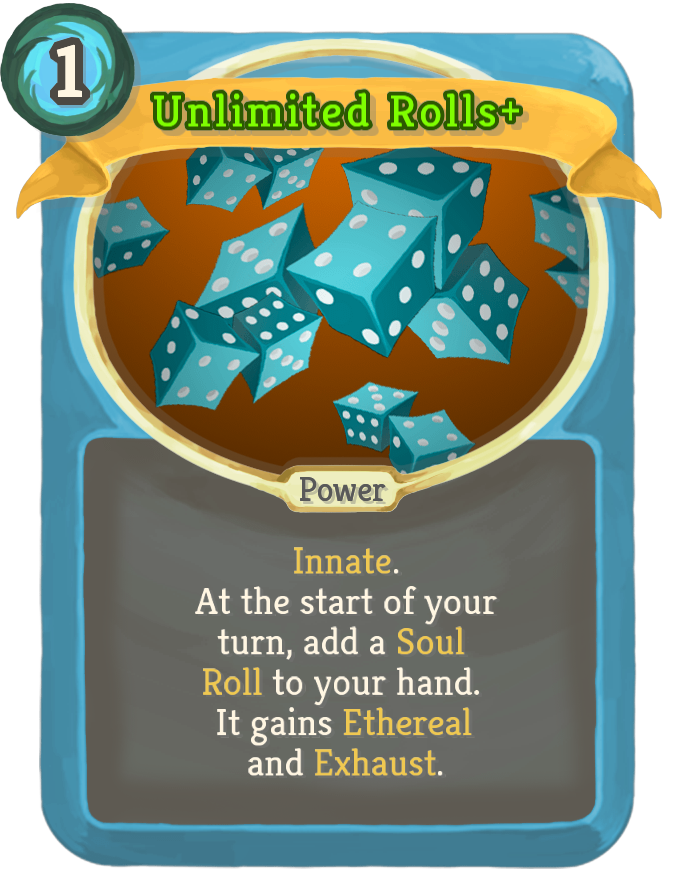 1
Unlimited Rolls+
Power
Innate.
At the start of your
turn, add a Soul
Roll to your hand.
It gains Ethereal
and Exhaust.